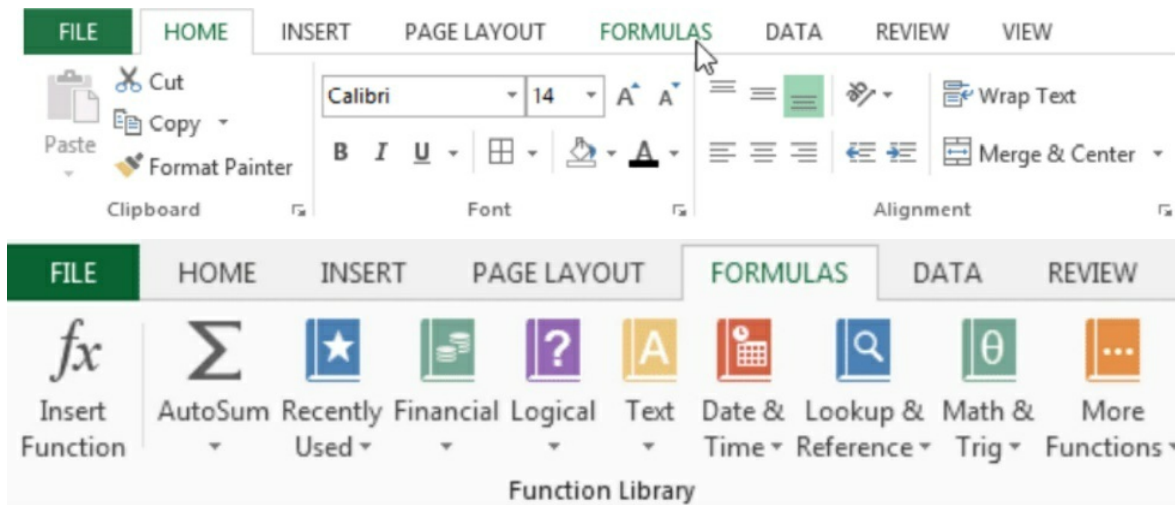 FILE HOME INSERT PAGE LAYOUT FORMULAS DATA REVIEW VIEW
Cut
Calibri 14 A A Wrap Text
Copy
Paste
B I U A Merge & Center
Format Painter
Clipboard Font Alignment
FILE HOME INSERT PAGE LAYOUT FORMULAS DATA REVIEW
fx Σ ? A θ
Insert AutoSum Recently Financial Logical Text Date & Lookup & Math & More
Function Used Time Reference Trig Functions
Function Library